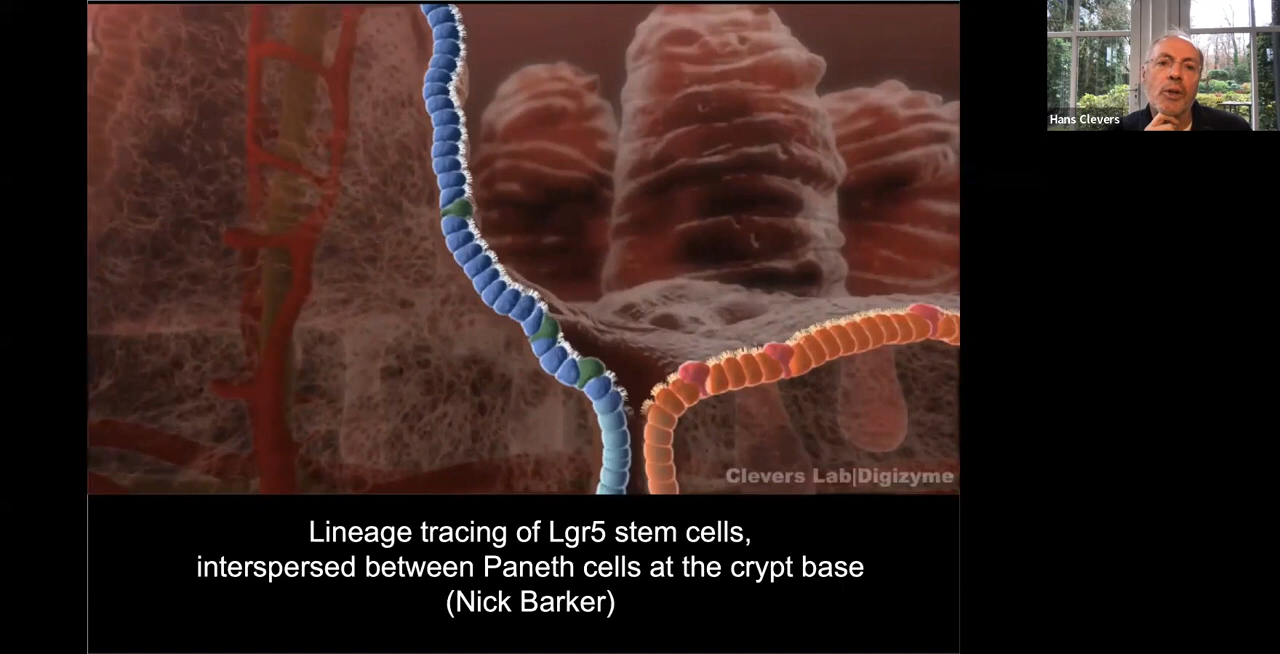 Hans Clevers
Clevers Lab|Digizyme
Lineage tracing of Lgr5 stem cells,
interspersed between Paneth cells at the crypt base
(Nick Barker)